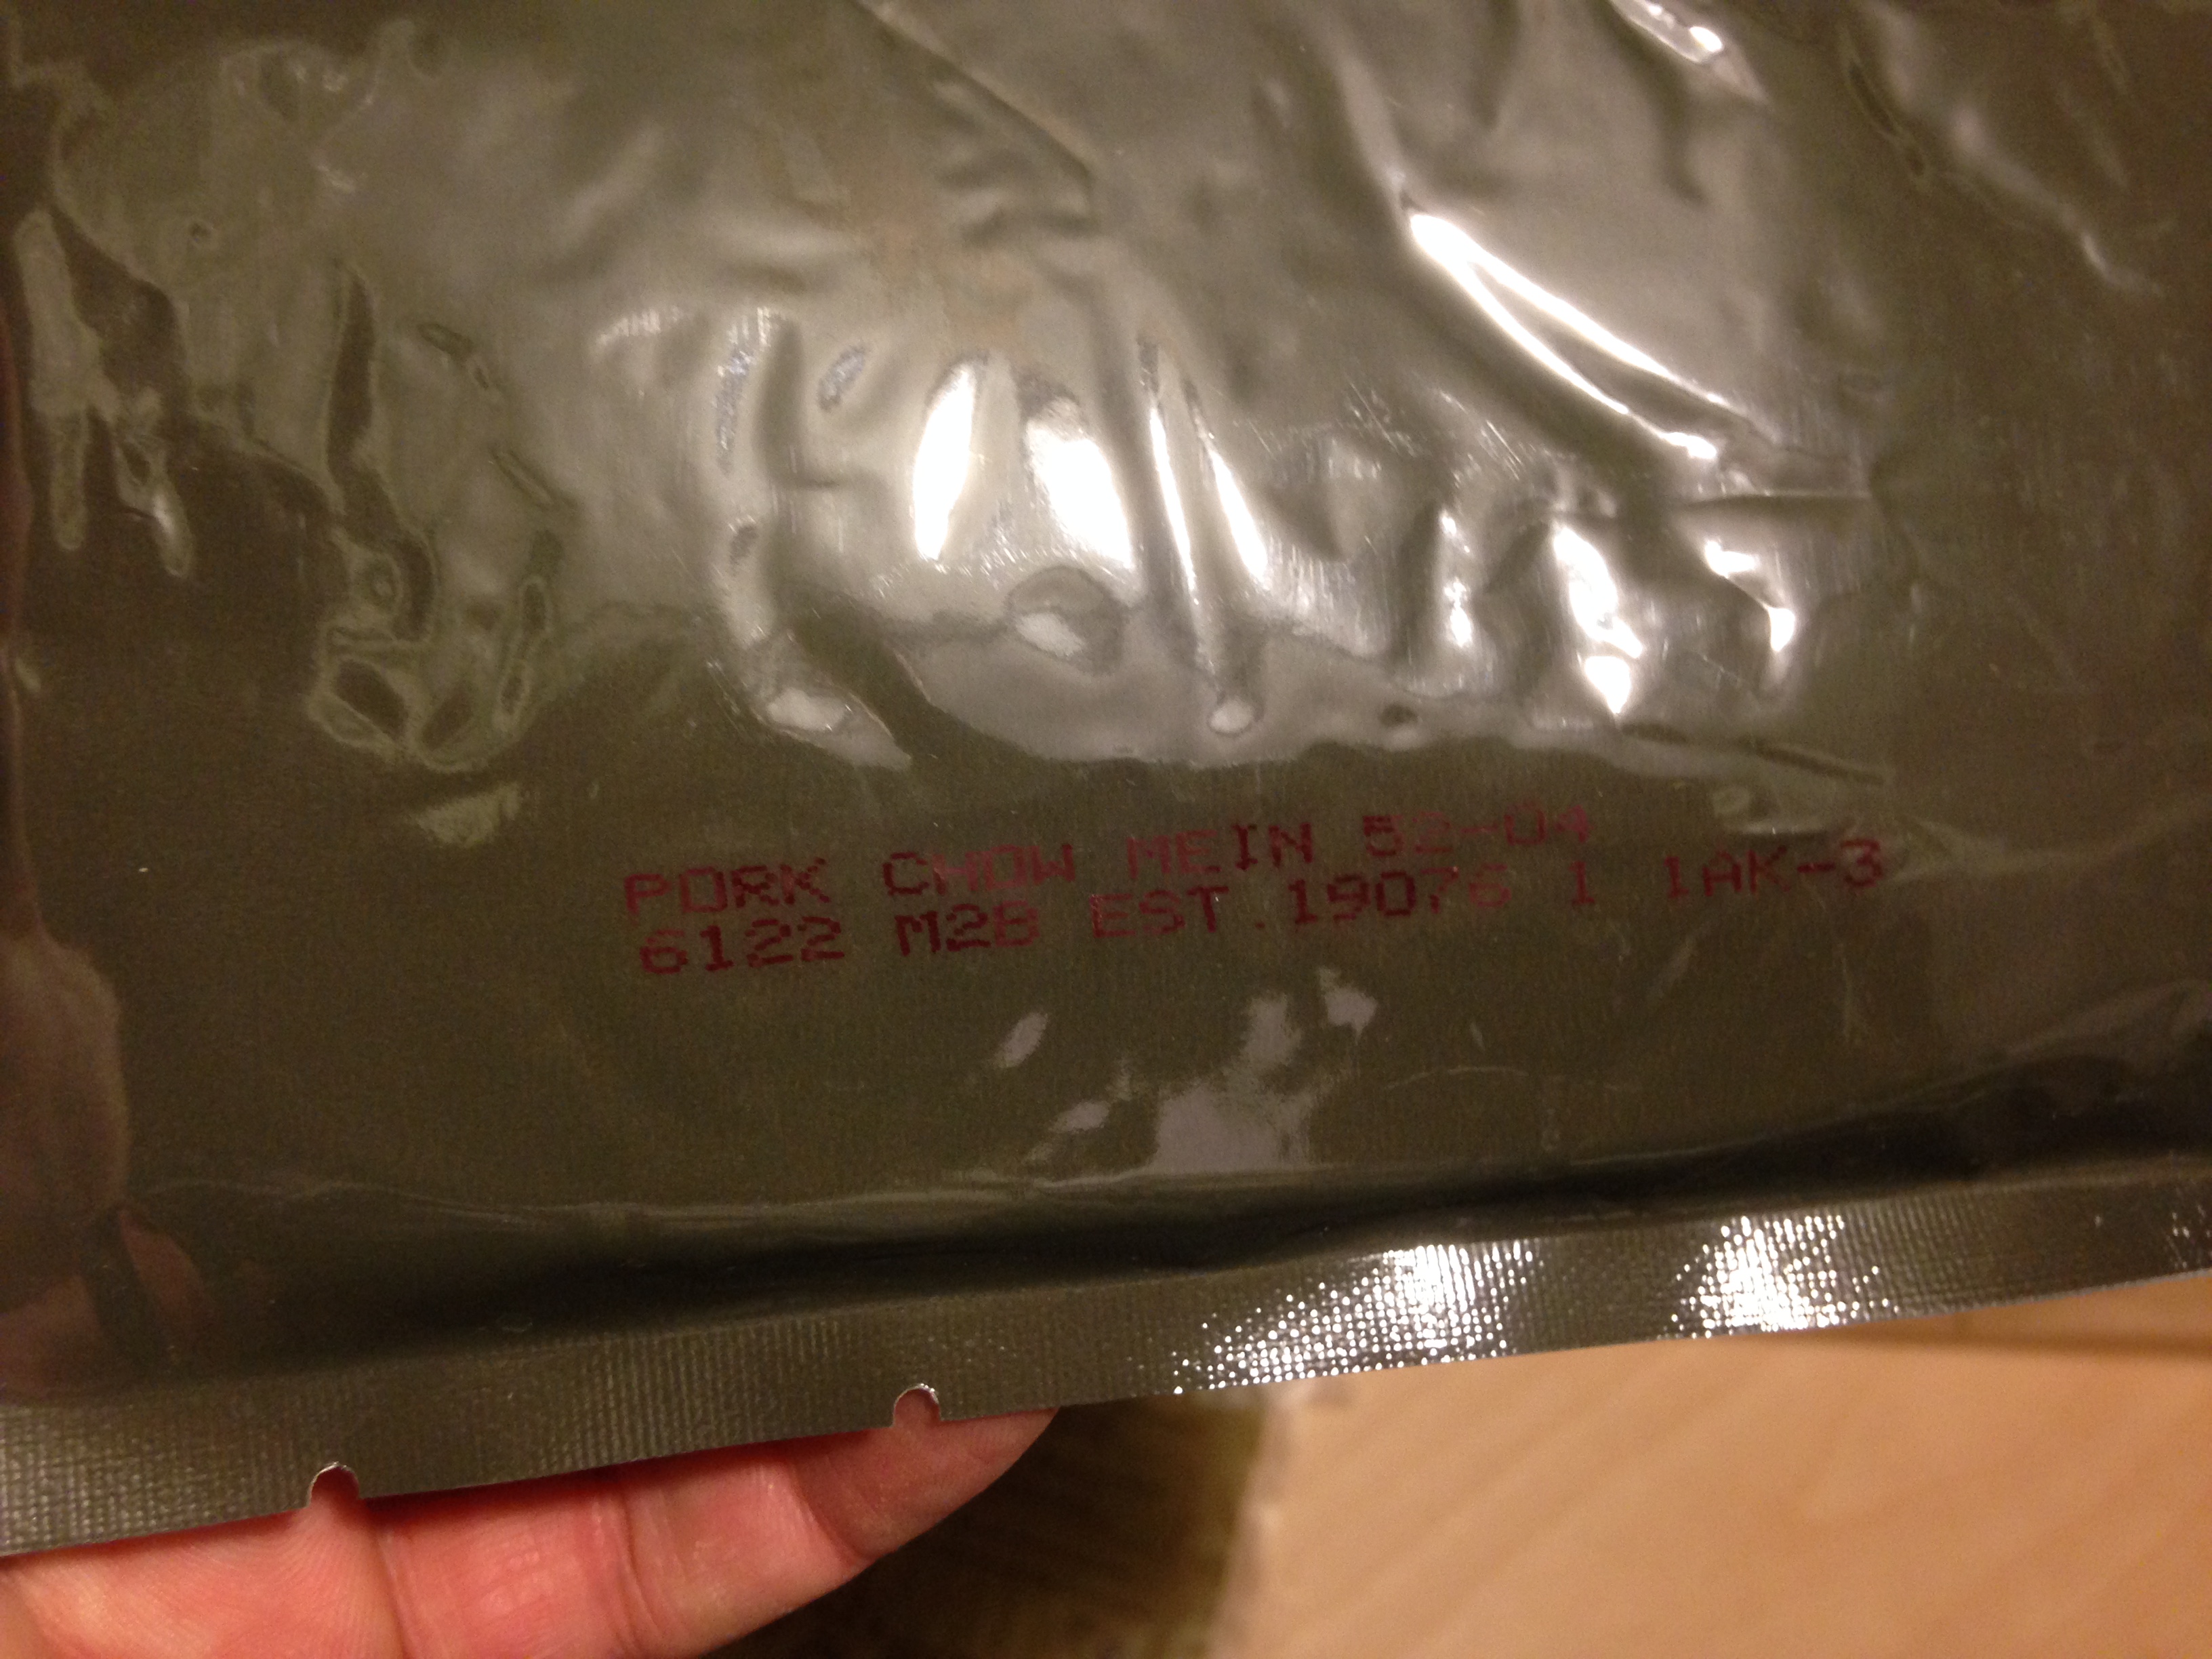 PORK CHOW MEIN 52-04
6122 M2B EST.19076 1 1AK-3